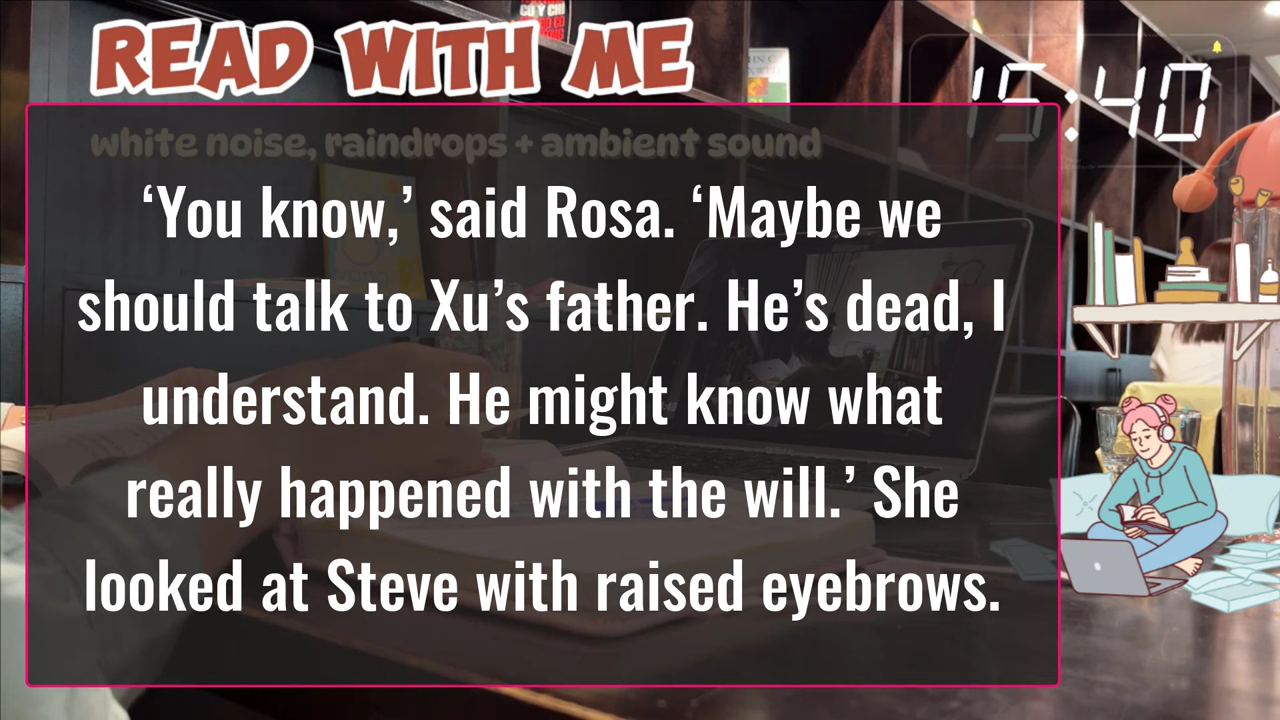 READ WITH ME
15:40
white noise, raindrops + ambient sound
‘You know,’ said Rosa. ‘Maybe we
should talk to Xu’s father. He’s dead, I
understand. He might know what
really happened with the will.’ She
looked at Steve with raised eyebrows.